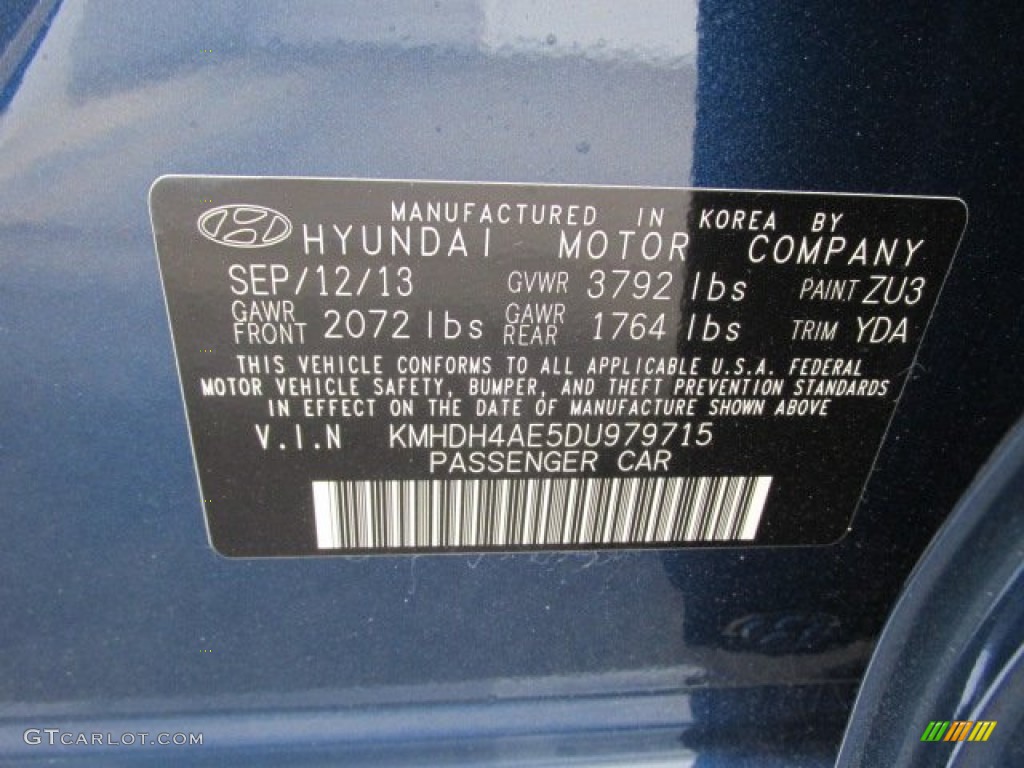 MANUFACTURED IN KOREA BY
HYUNDAI MOTOR COMPANY
SEP/12/13 GVWR 3792 lbs PAINT ZU3
GAWR FRONT 2072 lbs GAWR REAR 1764 lbs TRIM YDA
THIS VEHICLE CONFORMS TO ALL APPLICABLE U.S.A. FEDERAL
MOTOR VEHICLE SAFETY, BUMPER, AND THEFT PREVENTION STANDARDS
IN EFFECT ON THE DATE OF MANUFACTURE SHOWN ABOVE
V.I.N KMHDH4AE5DU979715
PASSENGER CAR
GTCARLOT.COM